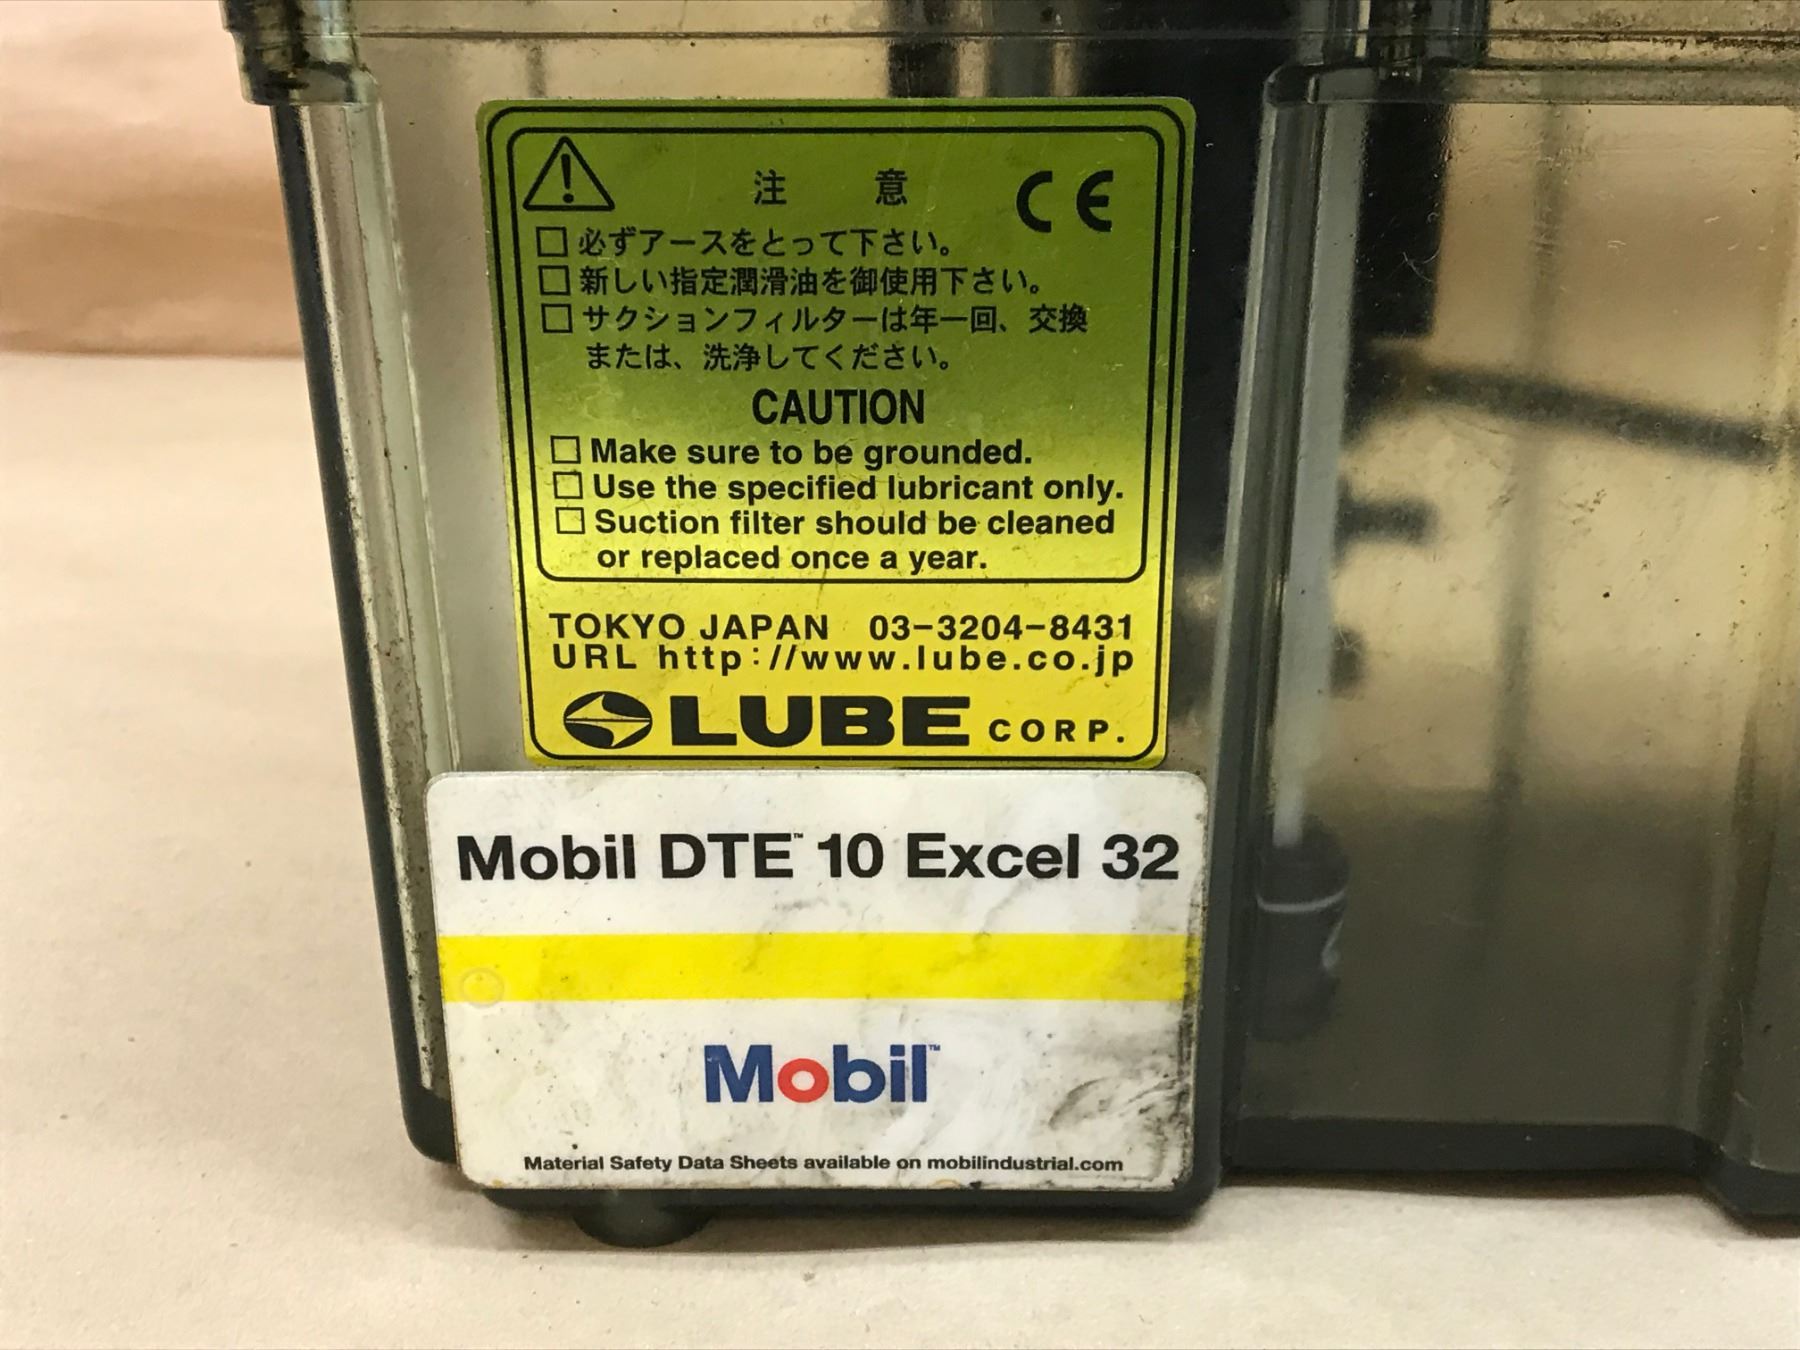 注 意
CE
□必ずアースをとって下さい。
□新しい指定潤滑油を御使用下さい。
□サクションフィルターは年一回、交換
または、洗浄してください。
CAUTION
□ Make sure to be grounded.
□ Use the specified lubricant only.
□ Suction filter should be cleaned
or replaced once a year.
TOKYO JAPAN 03-3204-8431
URL http://www.lube.co.jp
LUBE CORP.
Mobil DTE™ 10 Excel 32
Mobil™
Material Safety Data Sheets available on mobilindustrial.com